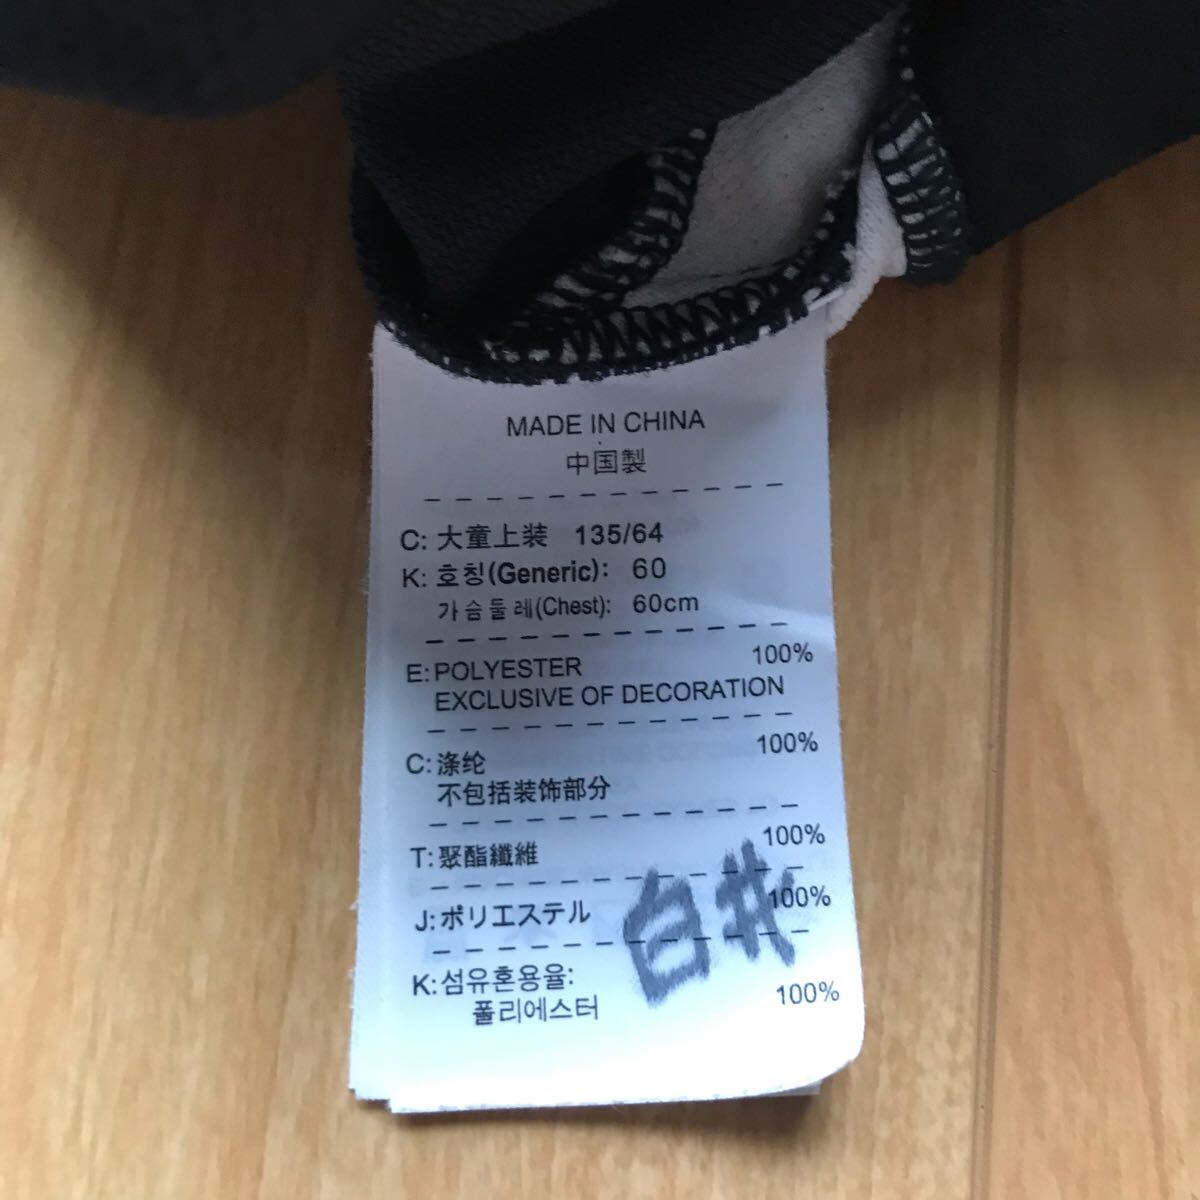 MADE IN CHINA
中国製
C: 大童上装 135/64
K: 호칭(Generic): 60
가슴둘레(Chest): 60cm
E: POLYESTER 100%
EXCLUSIVE OF DECORATION
C: 涤纶 100%
不包括装饰部分
T: 聚酯纖維 100%
J: ポリエステル 100%
白井
K: 섬유혼용율:
폴리에스터 100%